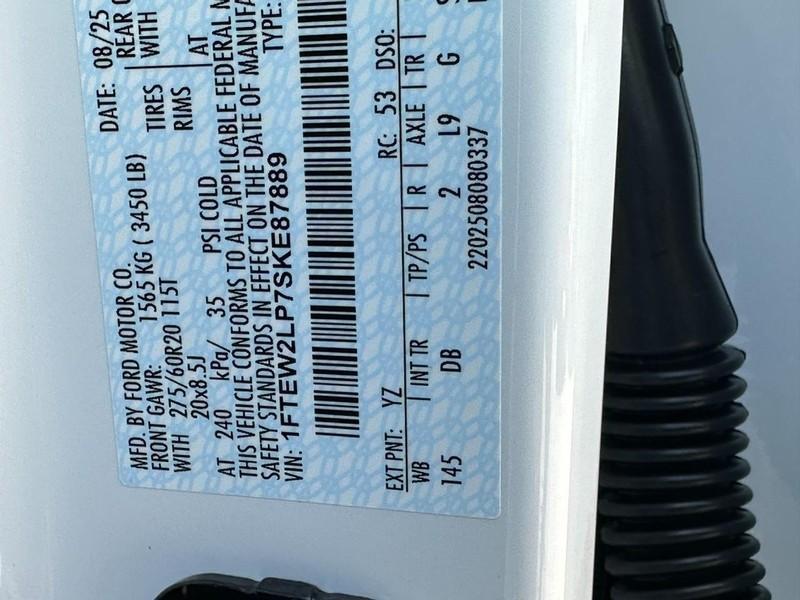 MFD. BY FORD MOTOR CO.
DATE: 08/25
FRONT GAWR:
1565 KG ( 3450 LB)
REAR
WITH 275/60R20 115T
TIRES
WITH
20x8.5J
RIMS
AT 240 kPa/ 35 PSI COLD
AT
THIS VEHICLE CONFORMS TO ALL APPLICABLE FEDERAL
SAFETY STANDARDS IN EFFECT ON THE DATE OF
VIN: 1FTEW2LP7SKE87889
TYPE:
EXT PNT: YZ
RC: 53 DSO:
WB | INT TR | TP/PS | R | AXLE | TR |
145 DB 2 L9 G
2202508080337